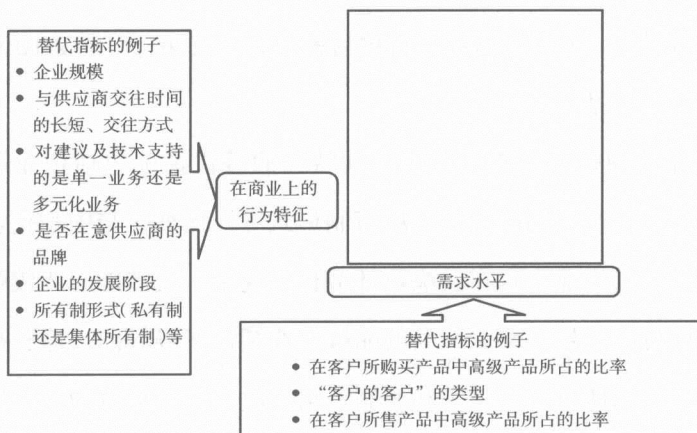 替代指标的例子
● 企业规模
● 与供应商交往时间
的长短、交往方式
● 对建议及技术支持
的是单一业务还是
多元化业务
● 是否在意供应商的
品牌
● 企业的发展阶段
● 所有制形式(私有制
还是集体所有制)等
在商业上的
行为特征
需求水平
替代指标的例子
● 在客户所购买产品中高级产品所占的比率
● “客户的客户”的类型
● 在客户所售产品中高级产品所占的比率